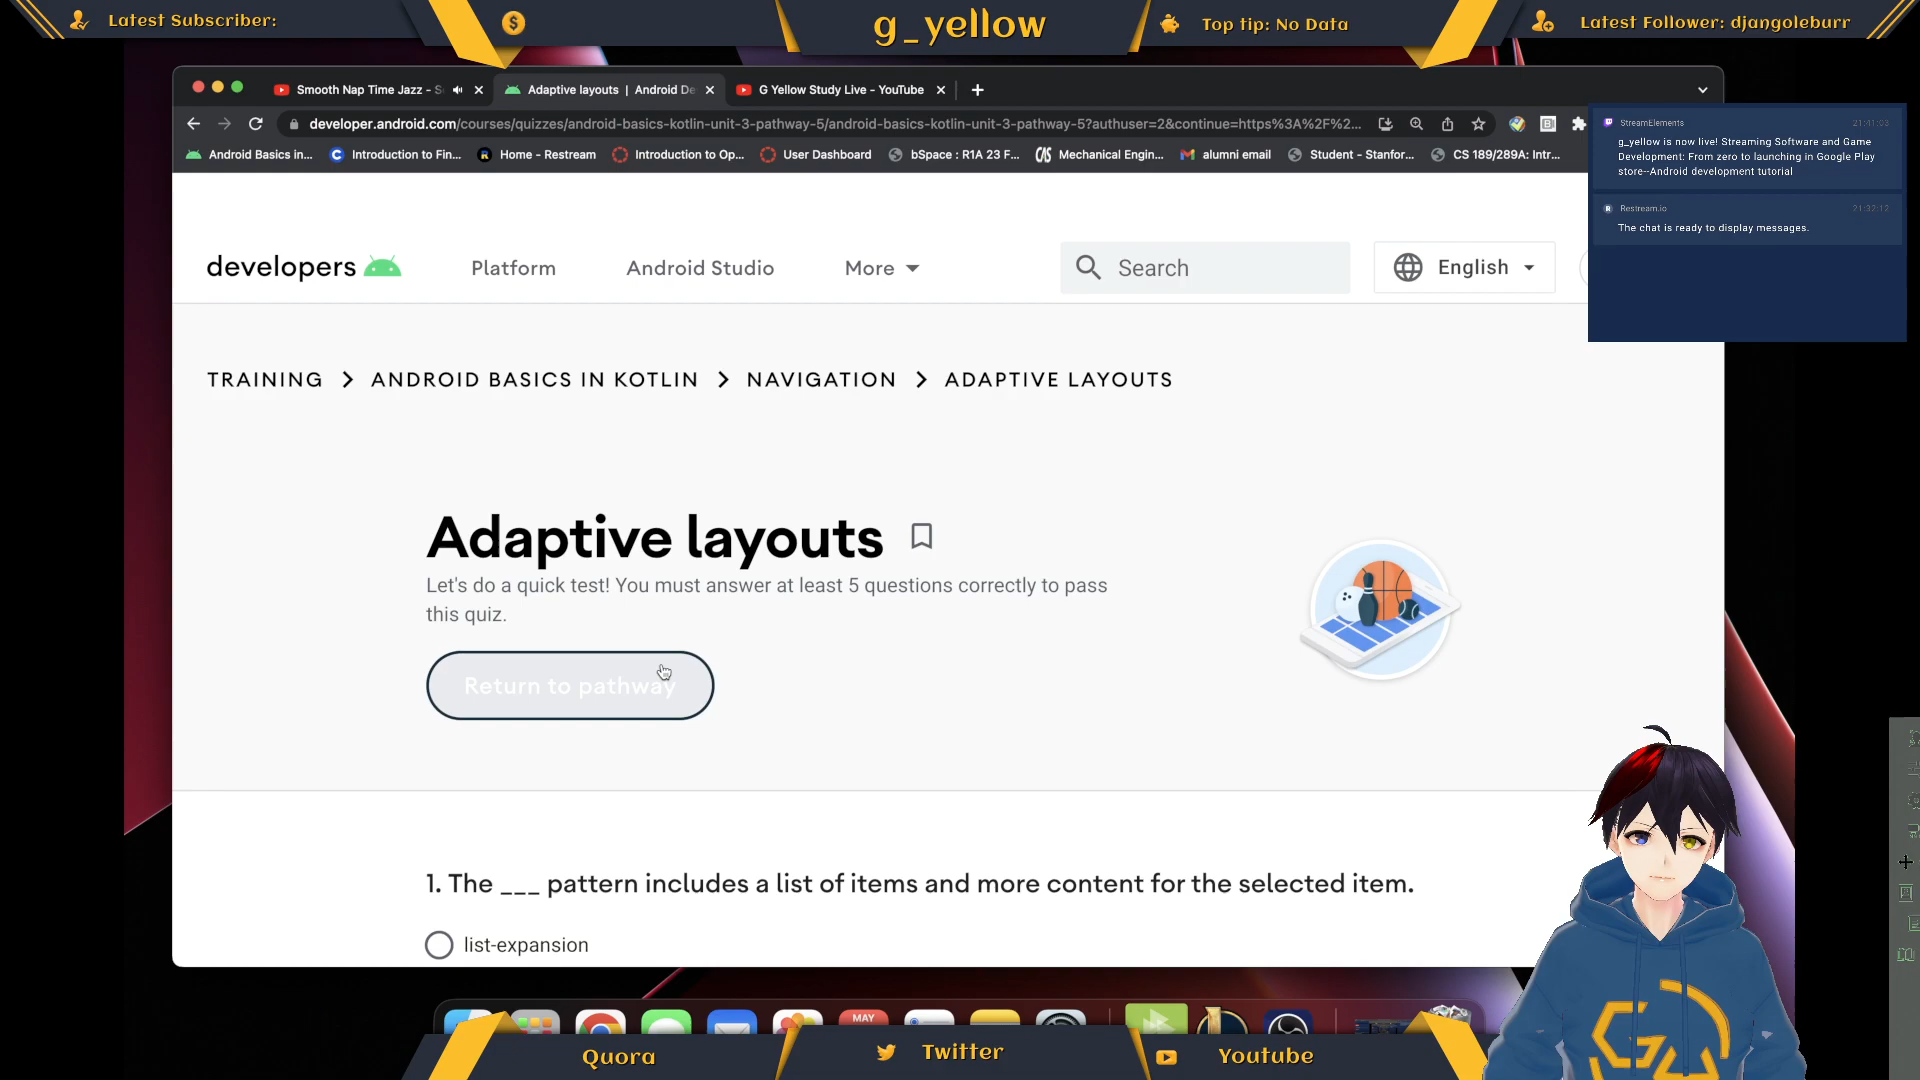 Latest Subscriber:
g_yellow
Top tip: No Data
Latest Follower: djangoleburr
Smooth Nap Time Jazz - S
Adaptive layouts | Android De
G Yellow Study Live - YouTube
developer.android.com/courses/quizzes/android-basics-kotlin-unit-3-pathway-5/android-basics-kotlin-unit-3-pathway-5?authuser=2&continue=https%3A%2F%2...
Android Basics in...
Introduction to Fin...
Home - Restream
Introduction to Op...
User Dashboard
bSpace : R1A 23 F...
Mechanical Engin...
alumni email
Student - Stanfor...
CS 189/289A: Intr...
StreamElements
21:41:03
g_yellow is now live! Streaming Software and Game
Development: From zero to launching in Google Play
store--Android development tutorial
Restream.io
21:32:12
The chat is ready to display messages.
developers
Platform
Android Studio
More
Search
English
TRAINING > ANDROID BASICS IN KOTLIN > NAVIGATION > ADAPTIVE LAYOUTS
Adaptive layouts
Let's do a quick test! You must answer at least 5 questions correctly to pass
this quiz.
Return to pathway
1. The ___ pattern includes a list of items and more content for the selected item.
list-expansion
MAY
Quora
Twitter
Youtube